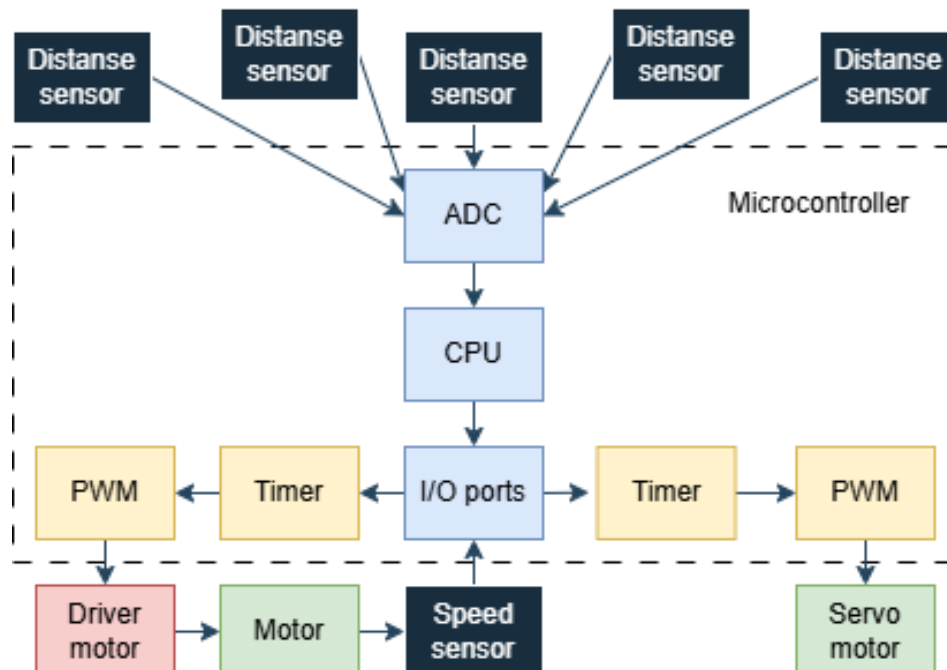 Distanse
sensor
Distanse
sensor
Distanse
sensor
Distanse
sensor
Distanse
sensor
ADC
Microcontroller
CPU
PWM
Timer
I/O ports
Timer
PWM
Driver
motor
Motor
Speed
sensor
Servo
motor